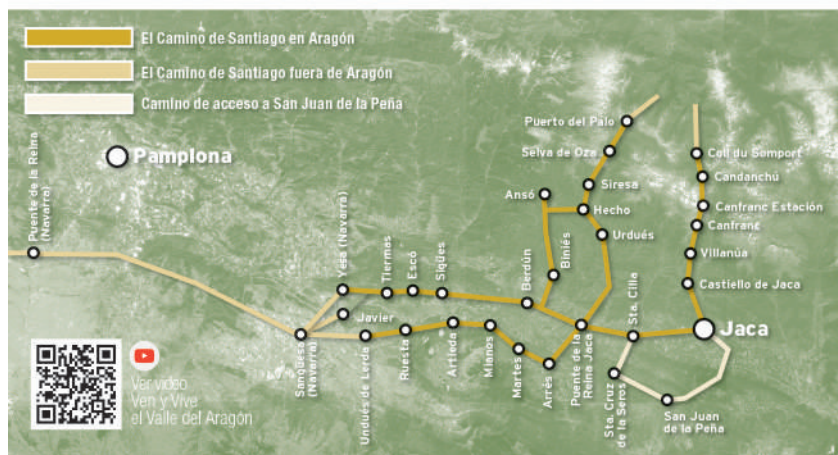 El Camino de Santiago en Aragón
El Camino de Santiago fuera de Aragón
Camino de acceso a San Juan de la Peña
Pamplona
Puente de la Reina
(Navarra)
Puerto del Palo
Selva de Oza
Siresa
Ansó
Hecho
Urdués
Biniés
Coll du Somport
Candanchú
Canfranc Estación
Canfranc
Villanúa
Castiello de Jaca
Jaca
Yesa (Navarra)
Tiermas
Escó
Sigües
Berdún
Javier
Sangüesa
(Navarra)
Undués de Lerda
Ruesta
Artieda
Mianos
Martes
Arrés
Puente de la
Reina Jaca
Sta. Cilia
Sta. Cruz
de la Seros
San Juan
de la Peña
Ver video
Ven y Vive
el Valle del Aragón